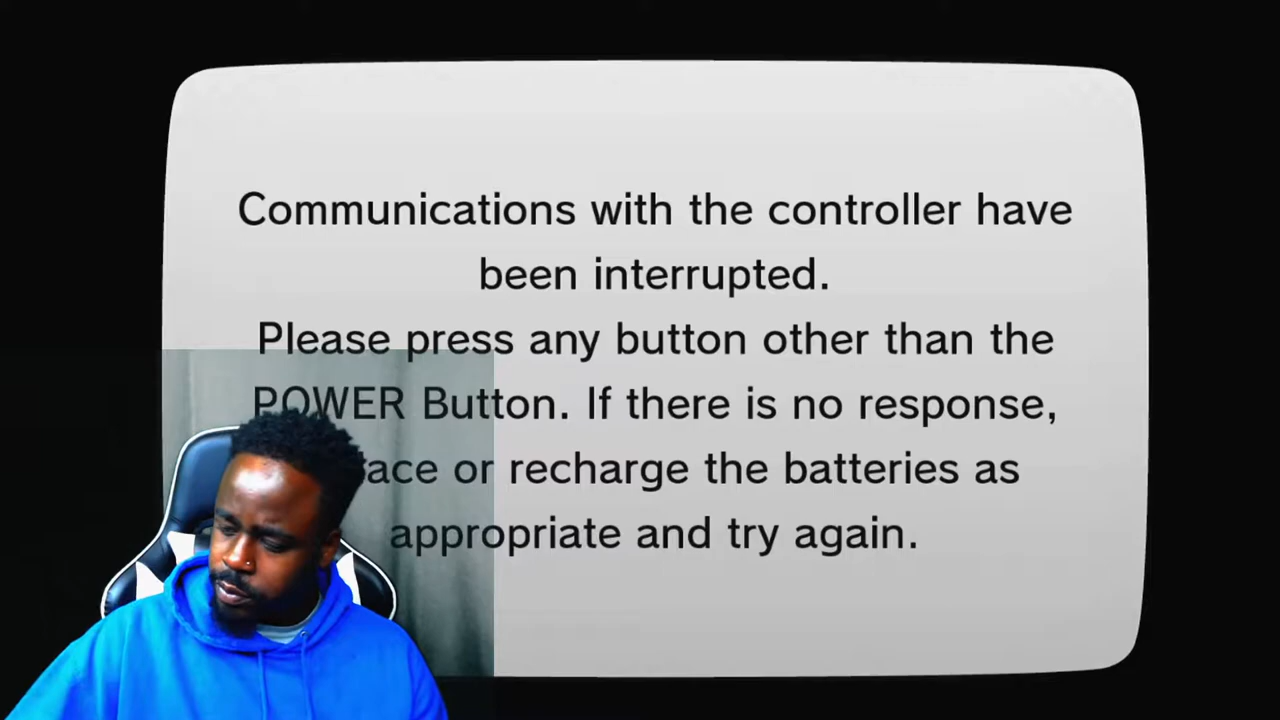 Communications with the controller have
been interrupted.
Please press any button other than the
POWER Button. If there is no response,
or recharge the batteries as
appropriate and try again.